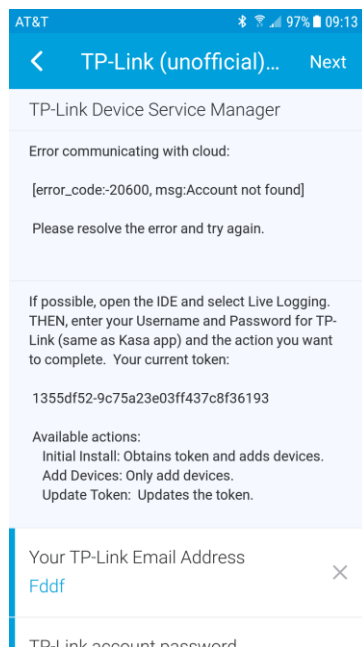 AT&T 97% 09:13
TP-Link (unofficial)... Next
TP-Link Device Service Manager
Error communicating with cloud:
[error_code:-20600, msg:Account not found]
Please resolve the error and try again.
If possible, open the IDE and select Live Logging.
THEN, enter your Username and Password for TP-
Link (same as Kasa app) and the action you want
to complete. Your current token:
1355df52-9c75a23e03ff437c8f36193
Available actions:
Initial Install: Obtains token and adds devices.
Add Devices: Only add devices.
Update Token: Updates the token.
Your TP-Link Email Address
Fddf
TP-Link account password